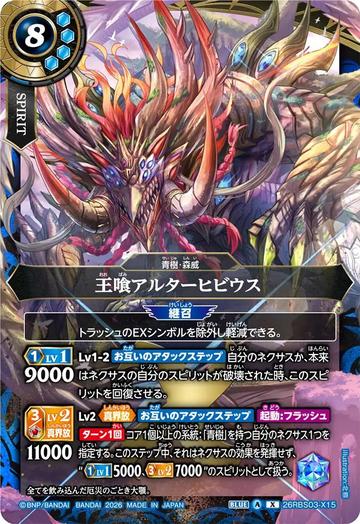 8
SPIRIT
青樹・森威
王喰アルターヒビウス
継召
トラッシュのEXシンボルを除外し軽減できる。
1 LV1 9000
Lv1-2 お互いのアタックステップ 自分のネクサスか、本来
はネクサスの自分のスピリットが破壊された時、このスピ
リットを回復させる。
3 LV2 真界放 11000
Lv2 真界放 お互いのアタックステップ 起動:フラッシュ
ターン1回 コア1個以上の系統:「青樹」を持つ自分のネクサス1つを
指定する。このステップ中、それはネクサスの効果を発揮せず、
"1 LV1 5000、3 LV2 7000"のスピリットとして扱う。
全てを飲み込んだ厄災のごとき大顎。
©BNP/BANDAI BANDAI 2026 MADE IN JAPAN
BLUE A X 26RBS03-X15